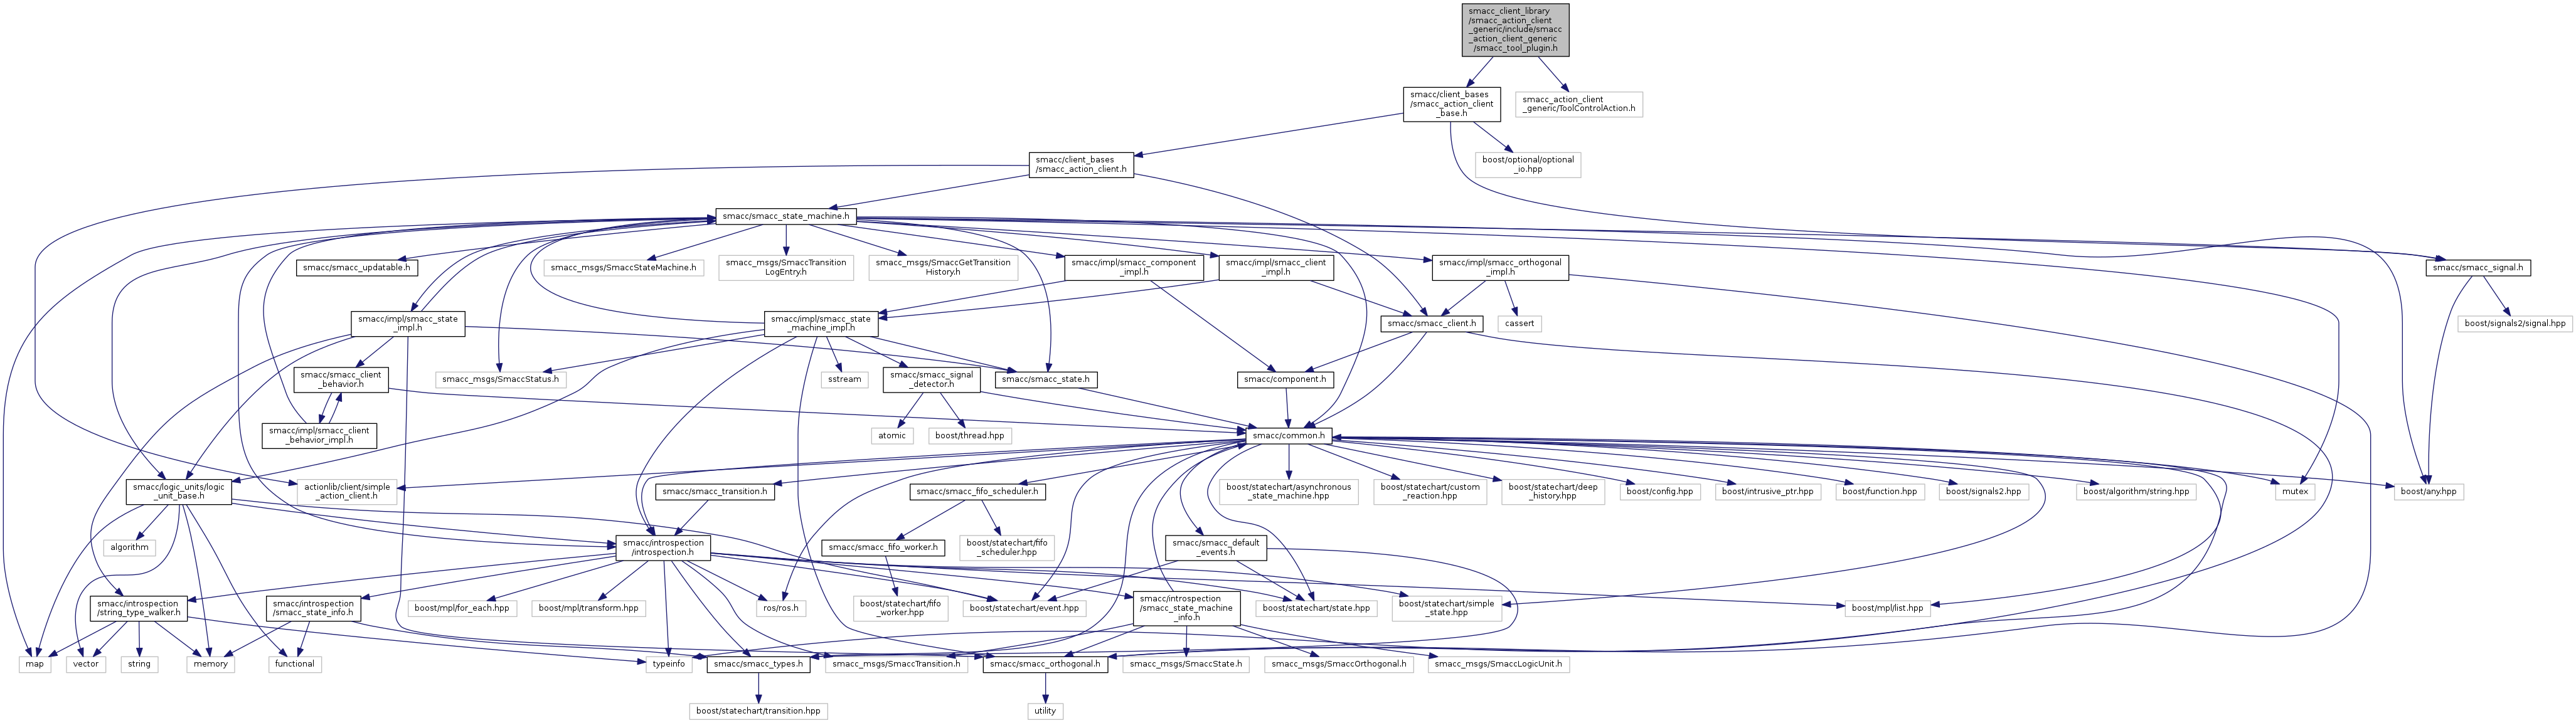 smacc_client_library
/smacc_action_client
_generic/include/smacc
_action_client_generic
/smacc_tool_plugin.h
smacc/client_bases
/smacc_action_client
_base.h
smacc_action_client
_generic/ToolControlAction.h
smacc/client_bases
/smacc_action_client.h
boost/optional/optional
_io.hpp
smacc/smacc_state_machine.h
smacc/smacc_updatable.h
smacc_msgs/SmaccStateMachine.h
smacc_msgs/SmaccTransition
LogEntry.h
smacc_msgs/SmaccGetTransition
History.h
smacc/impl/smacc_component
_impl.h
smacc/impl/smacc_client
_impl.h
smacc/impl/smacc_orthogonal
_impl.h
smacc/smacc_signal.h
smacc/impl/smacc_state
_impl.h
smacc/impl/smacc_state
_machine_impl.h
smacc/smacc_client.h
cassert
boost/signals2/signal.hpp
smacc/smacc_client
_behavior.h
smacc_msgs/SmaccStatus.h
sstream
smacc/smacc_signal
_detector.h
smacc/smacc_state.h
smacc/component.h
smacc/impl/smacc_client
_behavior_impl.h
atomic
boost/thread.hpp
smacc/common.h
smacc/logic_units/logic
_unit_base.h
actionlib/client/simple
_action_client.h
smacc/smacc_transition.h
smacc/smacc_fifo_scheduler.h
boost/statechart/asynchronous
_state_machine.hpp
boost/statechart/custom
_reaction.hpp
boost/statechart/deep
_history.hpp
boost/config.hpp
boost/intrusive_ptr.hpp
boost/function.hpp
boost/signals2.hpp
boost/algorithm/string.hpp
mutex
boost/any.hpp
algorithm
smacc/introspection
/introspection.h
smacc/smacc_fifo_worker.h
boost/statechart/fifo
_scheduler.hpp
smacc/smacc_default
_events.h
smacc/introspection
/string_type_walker.h
smacc/introspection
/smacc_state_info.h
boost/mpl/for_each.hpp
boost/mpl/transform.hpp
ros/ros.h
boost/statechart/fifo
_worker.hpp
boost/statechart/event.hpp
smacc/introspection
/smacc_state_machine
_info.h
boost/statechart/state.hpp
boost/statechart/simple
_state.hpp
boost/mpl/list.hpp
map
vector
string
memory
functional
typeinfo
smacc/smacc_types.h
smacc_msgs/SmaccTransition.h
smacc/smacc_orthogonal.h
smacc_msgs/SmaccState.h
smacc_msgs/SmaccOrthogonal.h
smacc_msgs/SmaccLogicUnit.h
boost/statechart/transition.hpp
utility